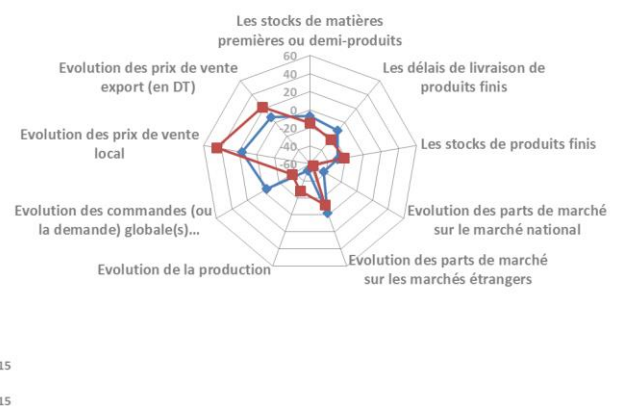 Les stocks de matières
premières ou demi-produits
60
40
20
0
-20
-40
-60
Les délais de livraison de
produits finis
Les stocks de produits finis
Evolution des parts de marché
sur le marché national
Evolution des parts de marché
sur les marchés étrangers
Evolution de la production
Evolution des commandes (ou
la demande) globale(s)...
Evolution des prix de vente
local
Evolution des prix de vente
export (en DT)
15
15